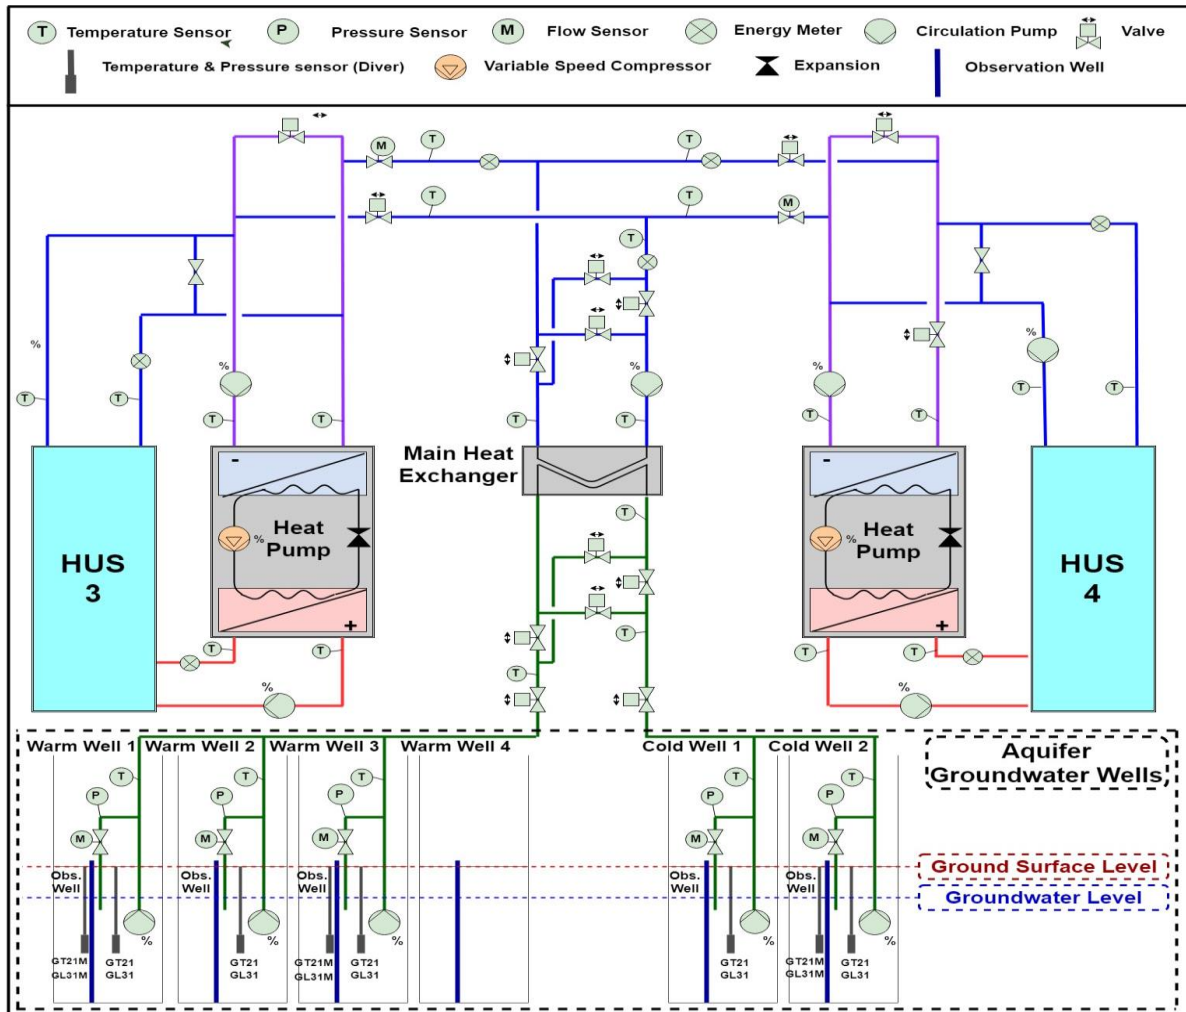 T Temperature Sensor P Pressure Sensor M Flow Sensor Energy Meter Circulation Pump Valve
Temperature & Pressure sensor (Diver) Variable Speed Compressor Expansion Observation Well
M T T
T T M
T
%
% % %
T T T T
T T T T T T
- Main Heat Exchanger -
HUS 3
Heat Pump
%
+
T
Heat Pump
%
+
HUS 4
T T T T T
T
% %
Warm Well 1 Warm Well 2 Warm Well 3 Warm Well 4 Cold Well 1 Cold Well 2
Aquifer
Groundwater Wells
T T T T T
P P P P P
M M M M M
Ground Surface Level
Obs. Well Obs. Well Obs. Well Obs. Well Obs. Well
Groundwater Level
% % % % %
GT21M GL31M GT21 GL31
GT21 GL31
GT21M GL31M GT21 GL31
GT21 GL31
GT21M GL31M GT21 GL31